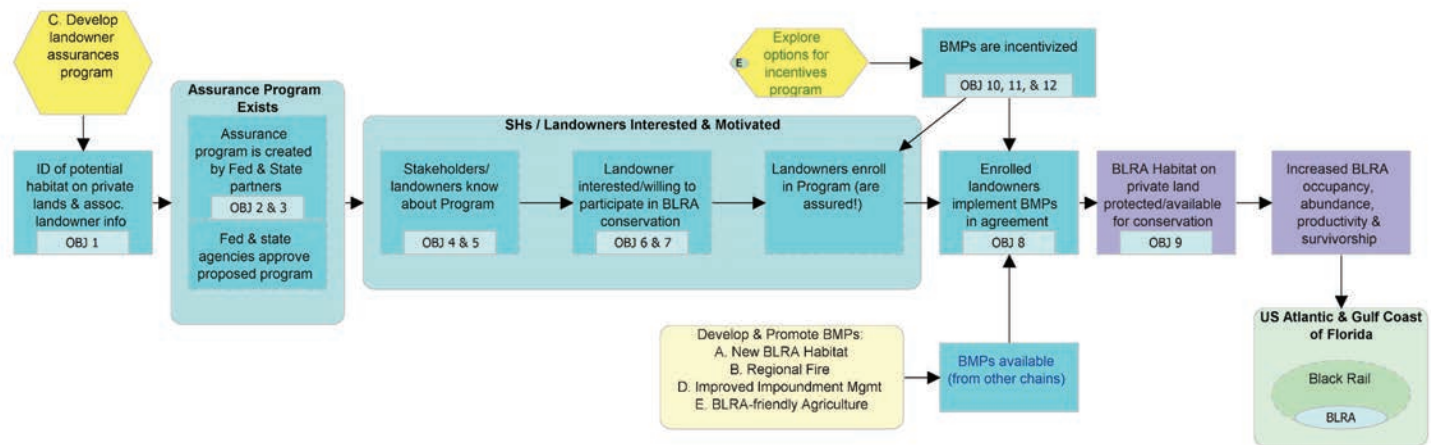 C. Develop
landowner
assurances
program
ID of potential
habitat on private
lands & assoc.
landowner info
OBJ 1
Assurance Program
Exists
Assurance
program is created
by Fed & State
partners
OBJ 2 & 3
Fed & state
agencies approve
proposed program
SHs / Landowners Interested & Motivated
Stakeholders/
landowners know
about Program
OBJ 4 & 5
Landowner
interested/willing to
participate in BLRA
conservation
OBJ 6 & 7
Landowners enroll
in Program (are
assured!)
E
Explore
options for
incentives
program
BMPs are incentivized
OBJ 10, 11, & 12
Enrolled
landowners
implement BMPs
in agreement
OBJ 8
BLRA Habitat on
private land
protected/available
for conservation
OBJ 9
Increased BLRA
occupancy,
abundance,
productivity &
survivorship
Develop & Promote BMPs:
A. New BLRA Habitat
B. Regional Fire
D. Improved Impoundment Mgmt
E. BLRA-friendly Agriculture
BMPs available
(from other chains)
US Atlantic & Gulf Coast
of Florida
Black Rail
BLRA